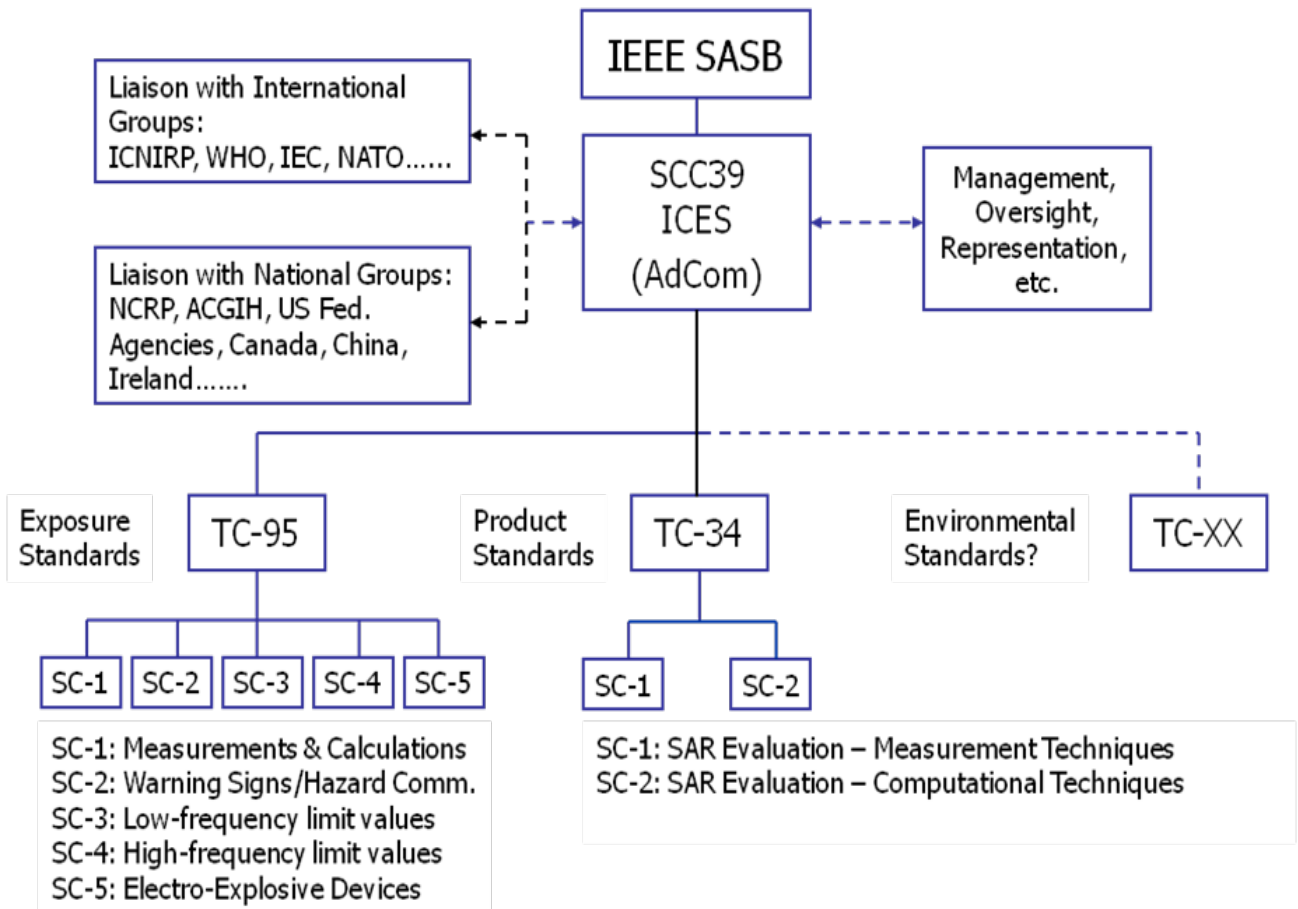 IEEE SASB
Liaison with International
Groups:
ICNIRP, WHO, IEC, NATO......
SCC39
ICES
(AdCom)
Management,
Oversight,
Representation,
etc.
Liaison with National Groups:
NCRP, ACGIH, US Fed.
Agencies, Canada, China,
Ireland.......
Exposure
Standards
TC-95
Product
Standards
TC-34
Environmental
Standards?
TC-XX
SC-1
SC-2
SC-3
SC-4
SC-5
SC-1
SC-2
SC-1: Measurements & Calculations
SC-2: Warning Signs/Hazard Comm.
SC-3: Low-frequency limit values
SC-4: High-frequency limit values
SC-5: Electro-Explosive Devices
SC-1: SAR Evaluation – Measurement Techniques
SC-2: SAR Evaluation – Computational Techniques